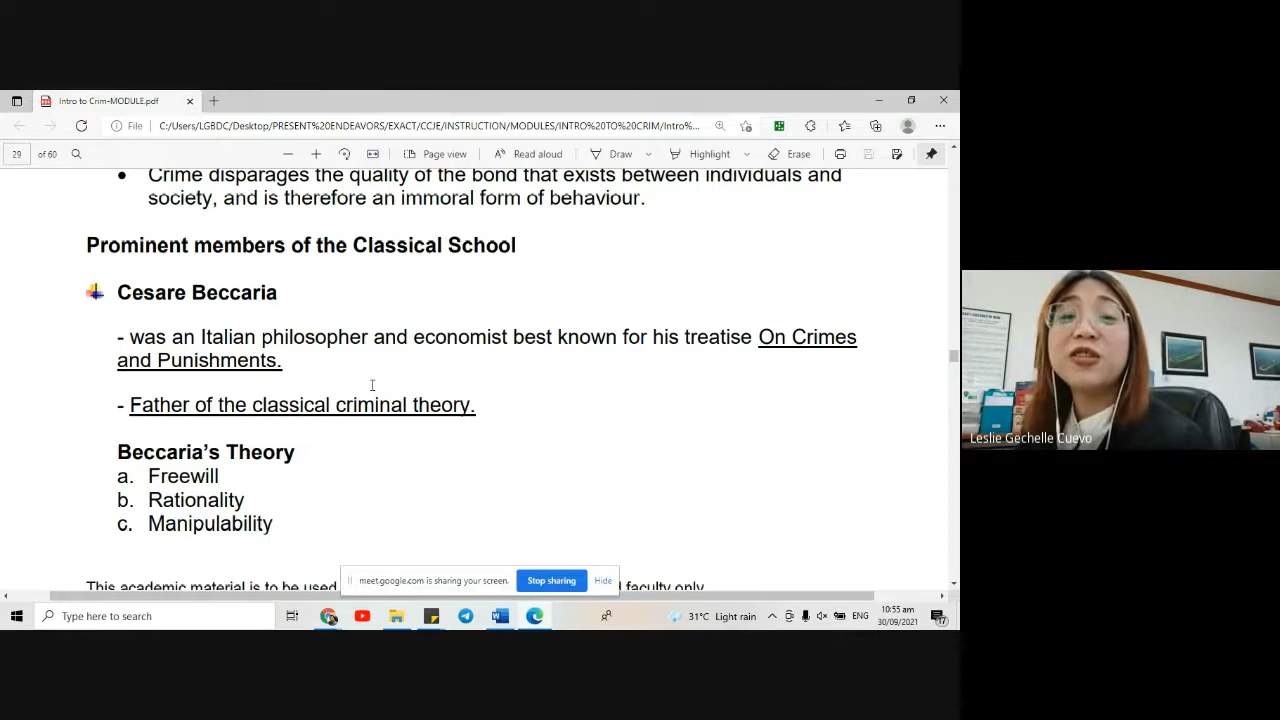 Intro to Crim-MODULE.pdf
File C:/Users/LGBDC/Desktop/PRESENT%20ENDEAVORS/EXACT/CCJE/INSTRUCTION/MODULES/INTRO%20TO%20CRIM/Intro%...
29 of 60 Page view Read aloud Draw Highlight Erase
• Crime disparages the quality of the bond that exists between individuals and
society, and is therefore an immoral form of behaviour.
Prominent members of the Classical School
Cesare Beccaria
- was an Italian philosopher and economist best known for his treatise On Crimes
and Punishments.
- Father of the classical criminal theory.
Beccaria's Theory
a. Freewill
b. Rationality
c. Manipulability
This academic material is to be used
faculty only
meet.google.com is sharing your screen. Stop sharing Hide
Type here to search
31°C Light rain
ENG
10:55 am
30/09/2021
17
Leslie Gechelle Cuevo